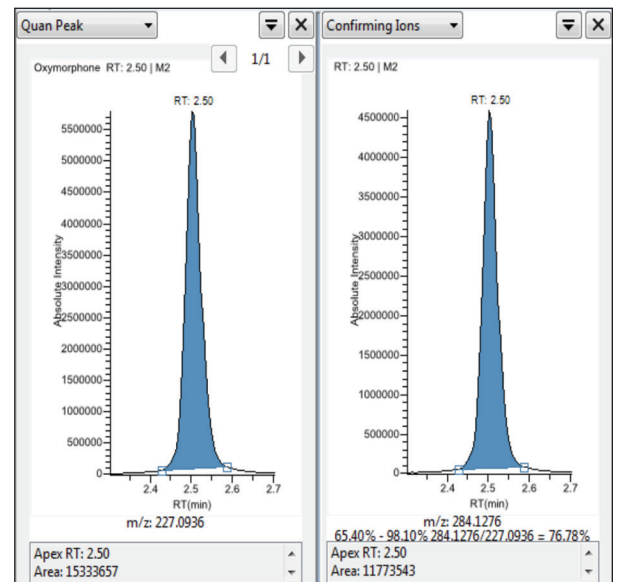 Quan Peak
1/1
Oxymorphone RT: 2.50 | M2
RT: 2.50
5500000
5000000
4500000
4000000
3500000
3000000
2500000
2000000
1500000
1000000
500000
0
Absolute Intensity
2.4 2.5 2.6 2.7
RT(min)
m/z: 227.0936
Apex RT: 2.50
Area: 15333657
Confirming Ions
RT: 2.50 | M2
RT: 2.50
4500000
4000000
3500000
3000000
2500000
2000000
1500000
1000000
500000
0
Absolute Intensity
2.4 2.5 2.6 2.7
RT(min)
m/z: 284.1276
65.40% - 98.10% 284.1276/227.0936 = 76.78%
Apex RT: 2.50
Area: 11773543